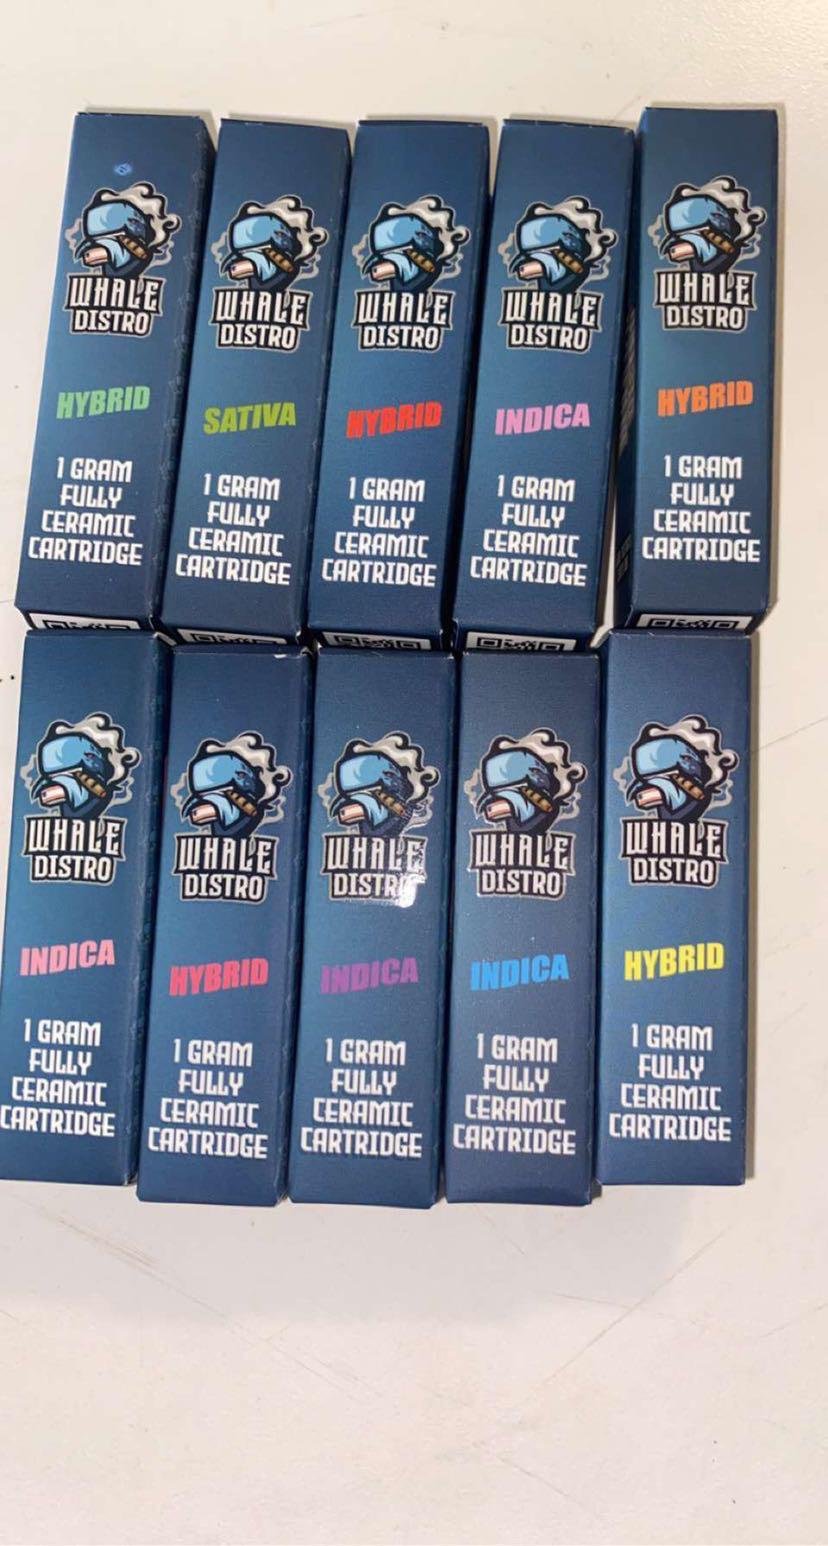 WHALE
DISTRO
HYBRID
1 GRAM
FULLY
CERAMIC
CARTRIDGE
WHALE
DISTRO
SATIVA
1 GRAM
FULLY
CERAMIC
CARTRIDGE
WHALE
DISTRO
HYBRID
1 GRAM
FULLY
CERAMIC
CARTRIDGE
WHALE
DISTRO
INDICA
1 GRAM
FULLY
CERAMIC
CARTRIDGE
WHALE
DISTRO
HYBRID
1 GRAM
FULLY
CERAMIC
CARTRIDGE
WHALE
DISTRO
INDICA
1 GRAM
FULLY
CERAMIC
CARTRIDGE
WHALE
DISTRO
HYBRID
1 GRAM
FULLY
CERAMIC
CARTRIDGE
WHALE
DISTRO
INDICA
1 GRAM
FULLY
CERAMIC
CARTRIDGE
WHALE
DISTRO
INDICA
1 GRAM
FULLY
CERAMIC
CARTRIDGE
WHALE
DISTRO
HYBRID
1 GRAM
FULLY
CERAMIC
CARTRIDGE